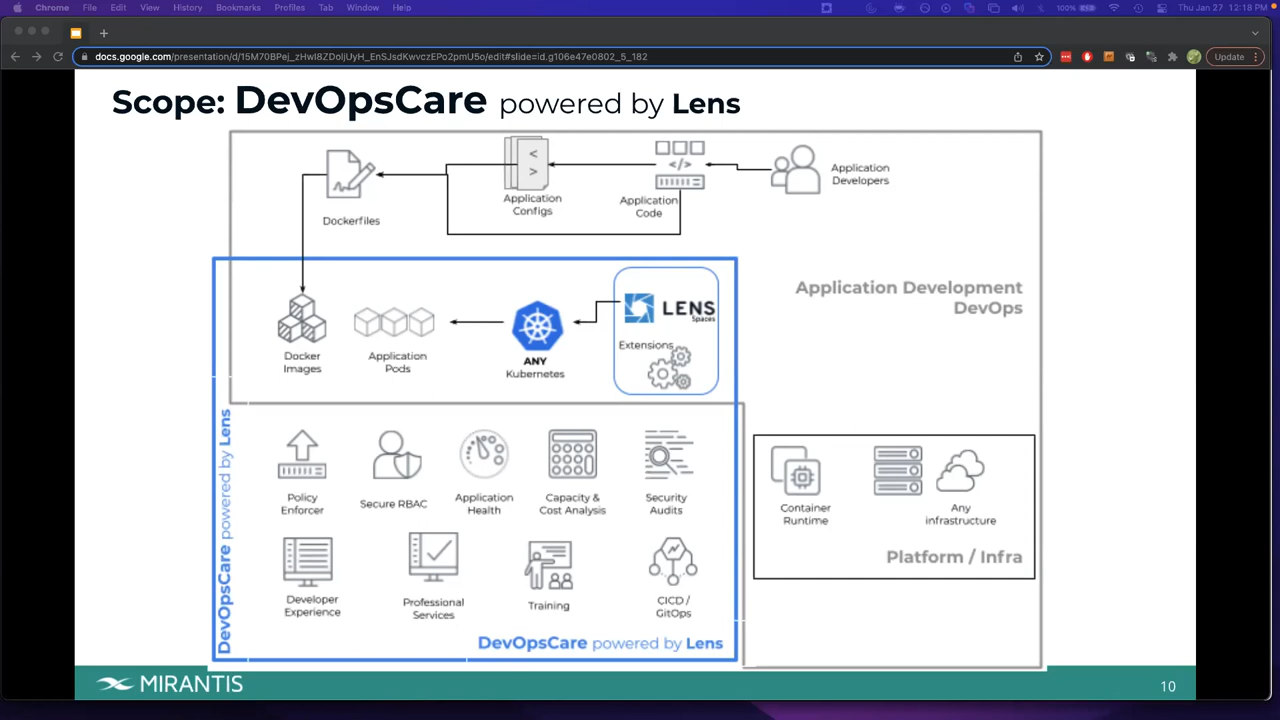 Chrome File Edit View History Bookmarks Profiles Tab Window Help 100% Thu Jan 27 12:18 PM
docs.google.com/presentation/d/15M70BPej_zHwI8ZDoljUyH_EnSJsdKwvczEPo2pmU5o/edit#slide=id.g106e47e0802_5_182 Update
Scope: DevOpsCare powered by Lens
Application
Developers
Application
Configs
Application
Code
Dockerfiles
Application Development
DevOps
LENS
Spaces
Extensions
Docker
Images
Application
Pods
ANY
Kubernetes
DevOpsCare powered by Lens
Policy
Enforcer
Secure RBAC
Application
Health
Capacity &
Cost Analysis
Security
Audits
Container
Runtime
Any
infrastructure
Platform / Infra
Developer
Experience
Professional
Services
Training
CICD /
GitOps
DevOpsCare powered by Lens
MIRANTIS
10